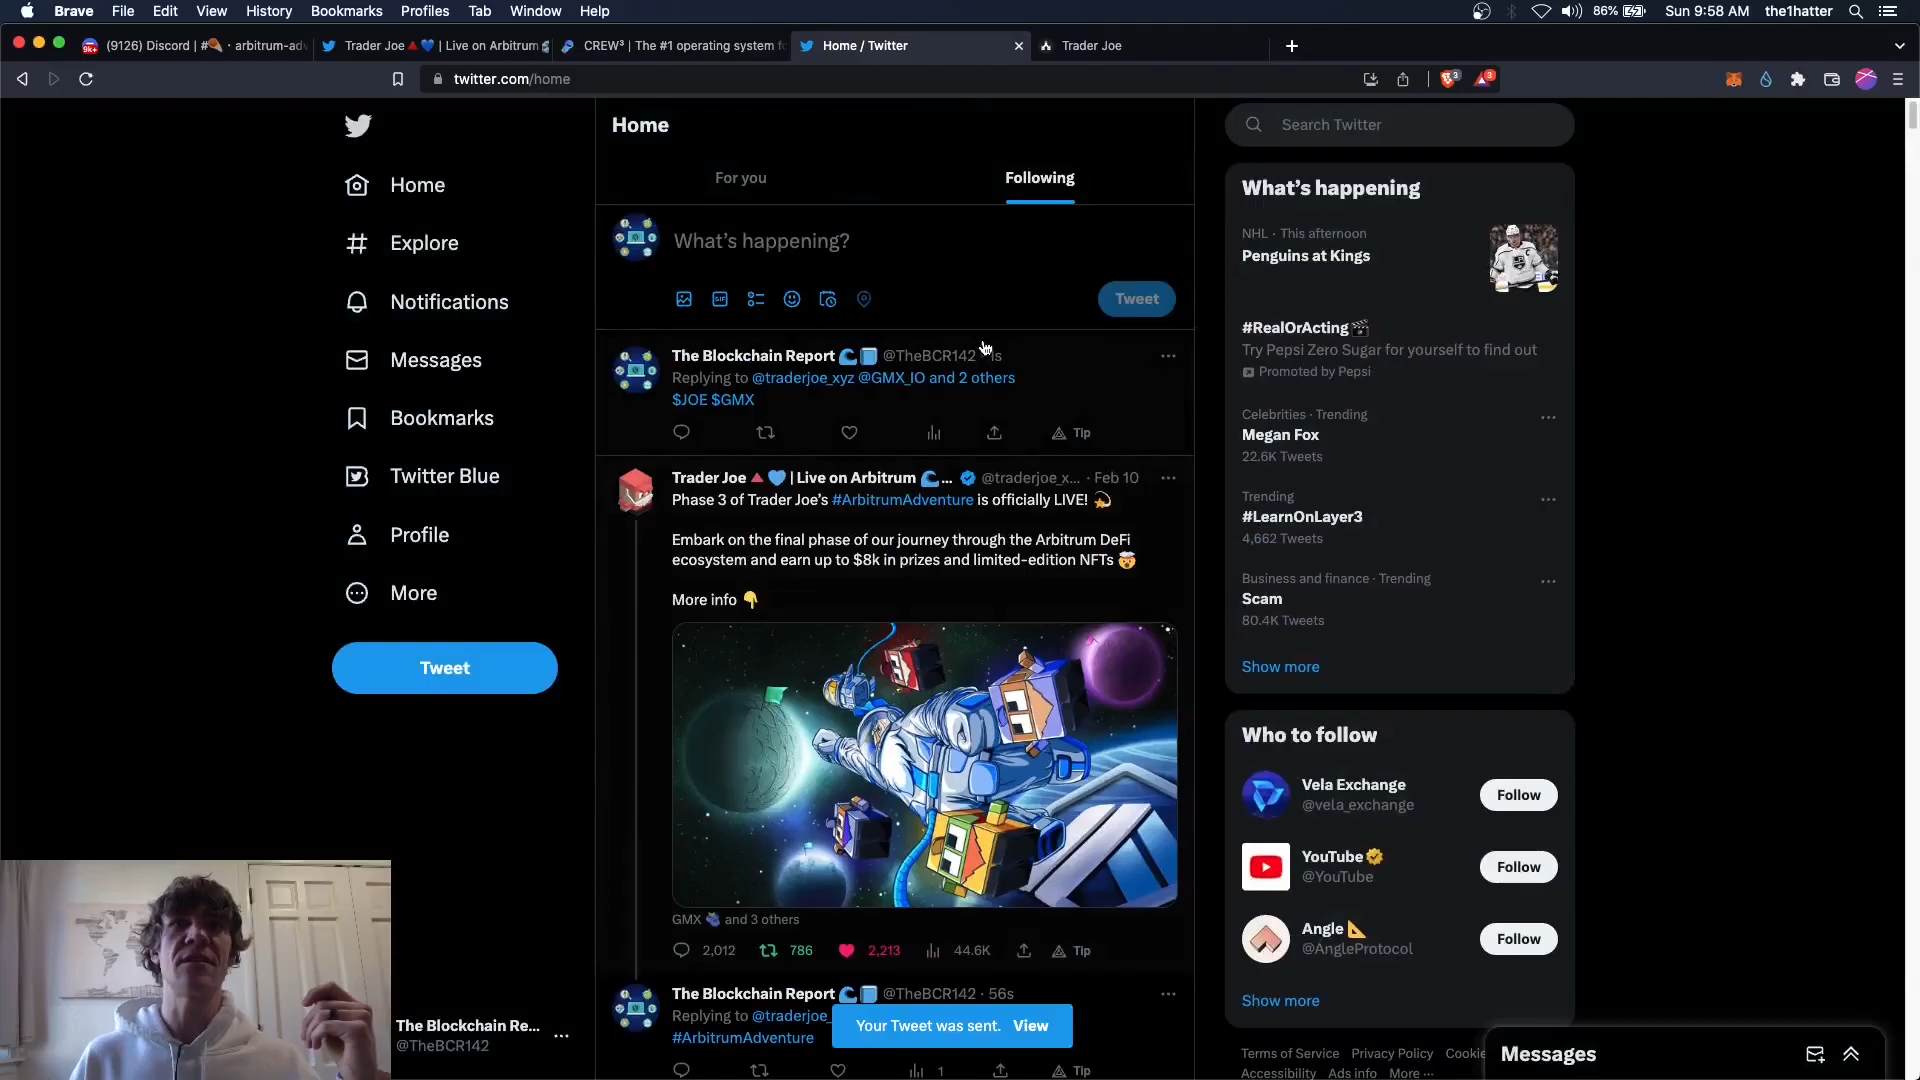 Brave File Edit View History Bookmarks Profiles Tab Window Help 86% Sun 9:58 AM the1hatter
(9126) Discord | # · arbitrum-adv Trader Joe | Live on Arbitrum CREW³ | The #1 operating system fo Home / Twitter Trader Joe
twitter.com/home 3 3
Home
Explore
Notifications
Messages
Bookmarks
Twitter Blue
Profile
More
Tweet
The Blockchain Re...
@TheBCR142
Home
For you Following
What's happening?
GIF
Tweet
The Blockchain Report @TheBCR142 · 1s
Replying to @traderjoe_xyz @GMX_IO and 2 others
$JOE $GMX
Tip
Trader Joe | Live on Arbitrum ... @traderjoe_x... · Feb 10
Phase 3 of Trader Joe's #ArbitrumAdventure is officially LIVE!
Embark on the final phase of our journey through the Arbitrum DeFi
ecosystem and earn up to $8k in prizes and limited-edition NFTs
More info
GMX and 3 others
2,012 786 2,213 44.6K Tip
The Blockchain Report @TheBCR142 · 56s
Replying to @traderjoe_
#ArbitrumAdventure
Your Tweet was sent. View
1 Tip
Search Twitter
What's happening
NHL · This afternoon
Penguins at Kings
#RealOrActing
Try Pepsi Zero Sugar for yourself to find out
Promoted by Pepsi
Celebrities · Trending
Megan Fox
22.6K Tweets
Trending
#LearnOnLayer3
4,662 Tweets
Business and finance · Trending
Scam
80.4K Tweets
Show more
Who to follow
Vela Exchange
@vela_exchange
Follow
YouTube
@YouTube
Follow
Angle
@AngleProtocol
Follow
Show more
Terms of Service Privacy Policy Cookie
Accessibility Ads info More ···
Messages